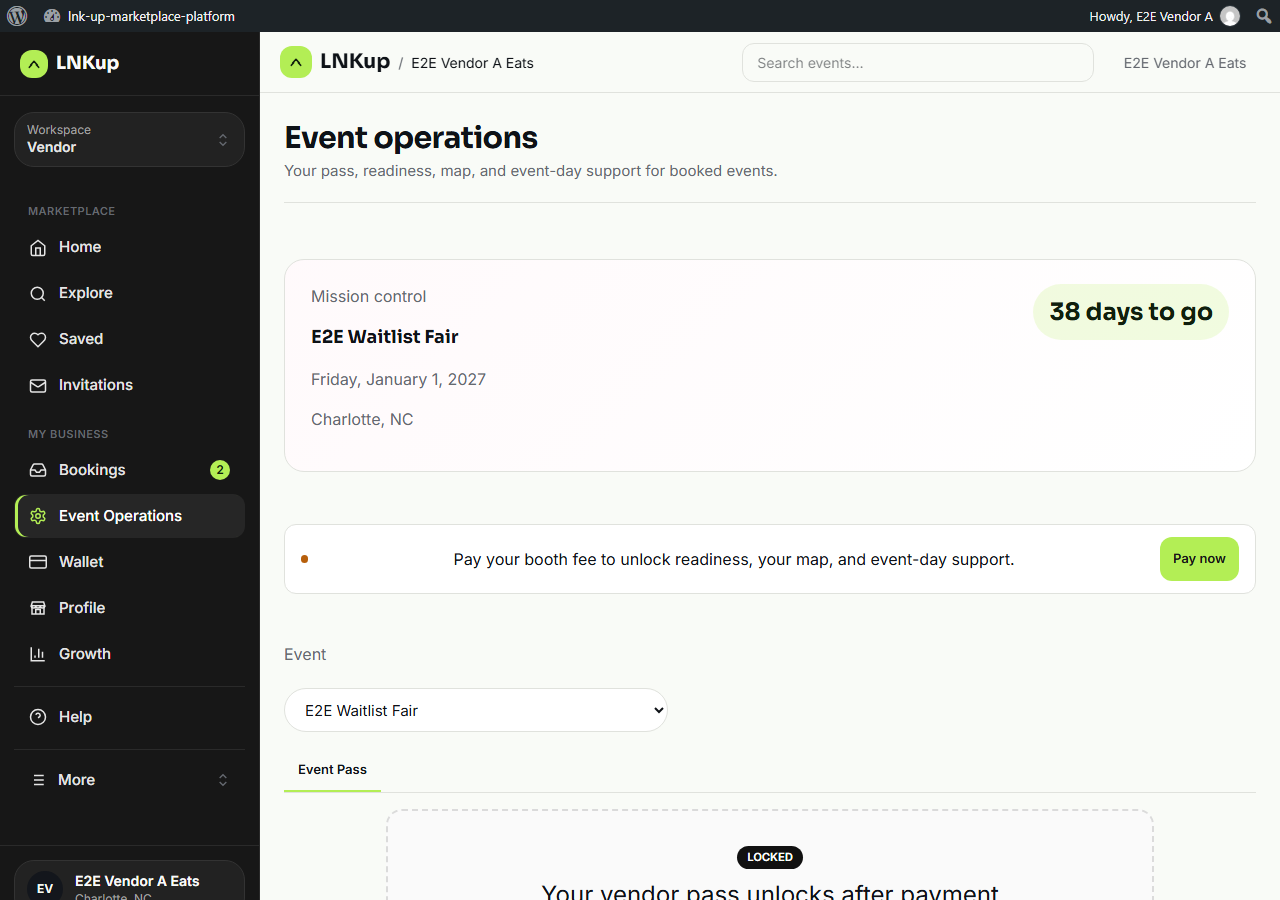 lnk-up-marketplace-platform
Howdy, E2E Vendor A
LNKup
LNKup / E2E Vendor A Eats
Search events...
E2E Vendor A Eats
Workspace
Vendor
MARKETPLACE
Home
Explore
Saved
Invitations
MY BUSINESS
Bookings 2
Event Operations
Wallet
Profile
Growth
Help
More
EV
E2E Vendor A Eats
Charlotte, NC
Event operations
Your pass, readiness, map, and event-day support for booked events.
Mission control
38 days to go
E2E Waitlist Fair
Friday, January 1, 2027
Charlotte, NC
Pay your booth fee to unlock readiness, your map, and event-day support.
Pay now
Event
E2E Waitlist Fair
Event Pass
LOCKED
Your vendor pass unlocks after payment